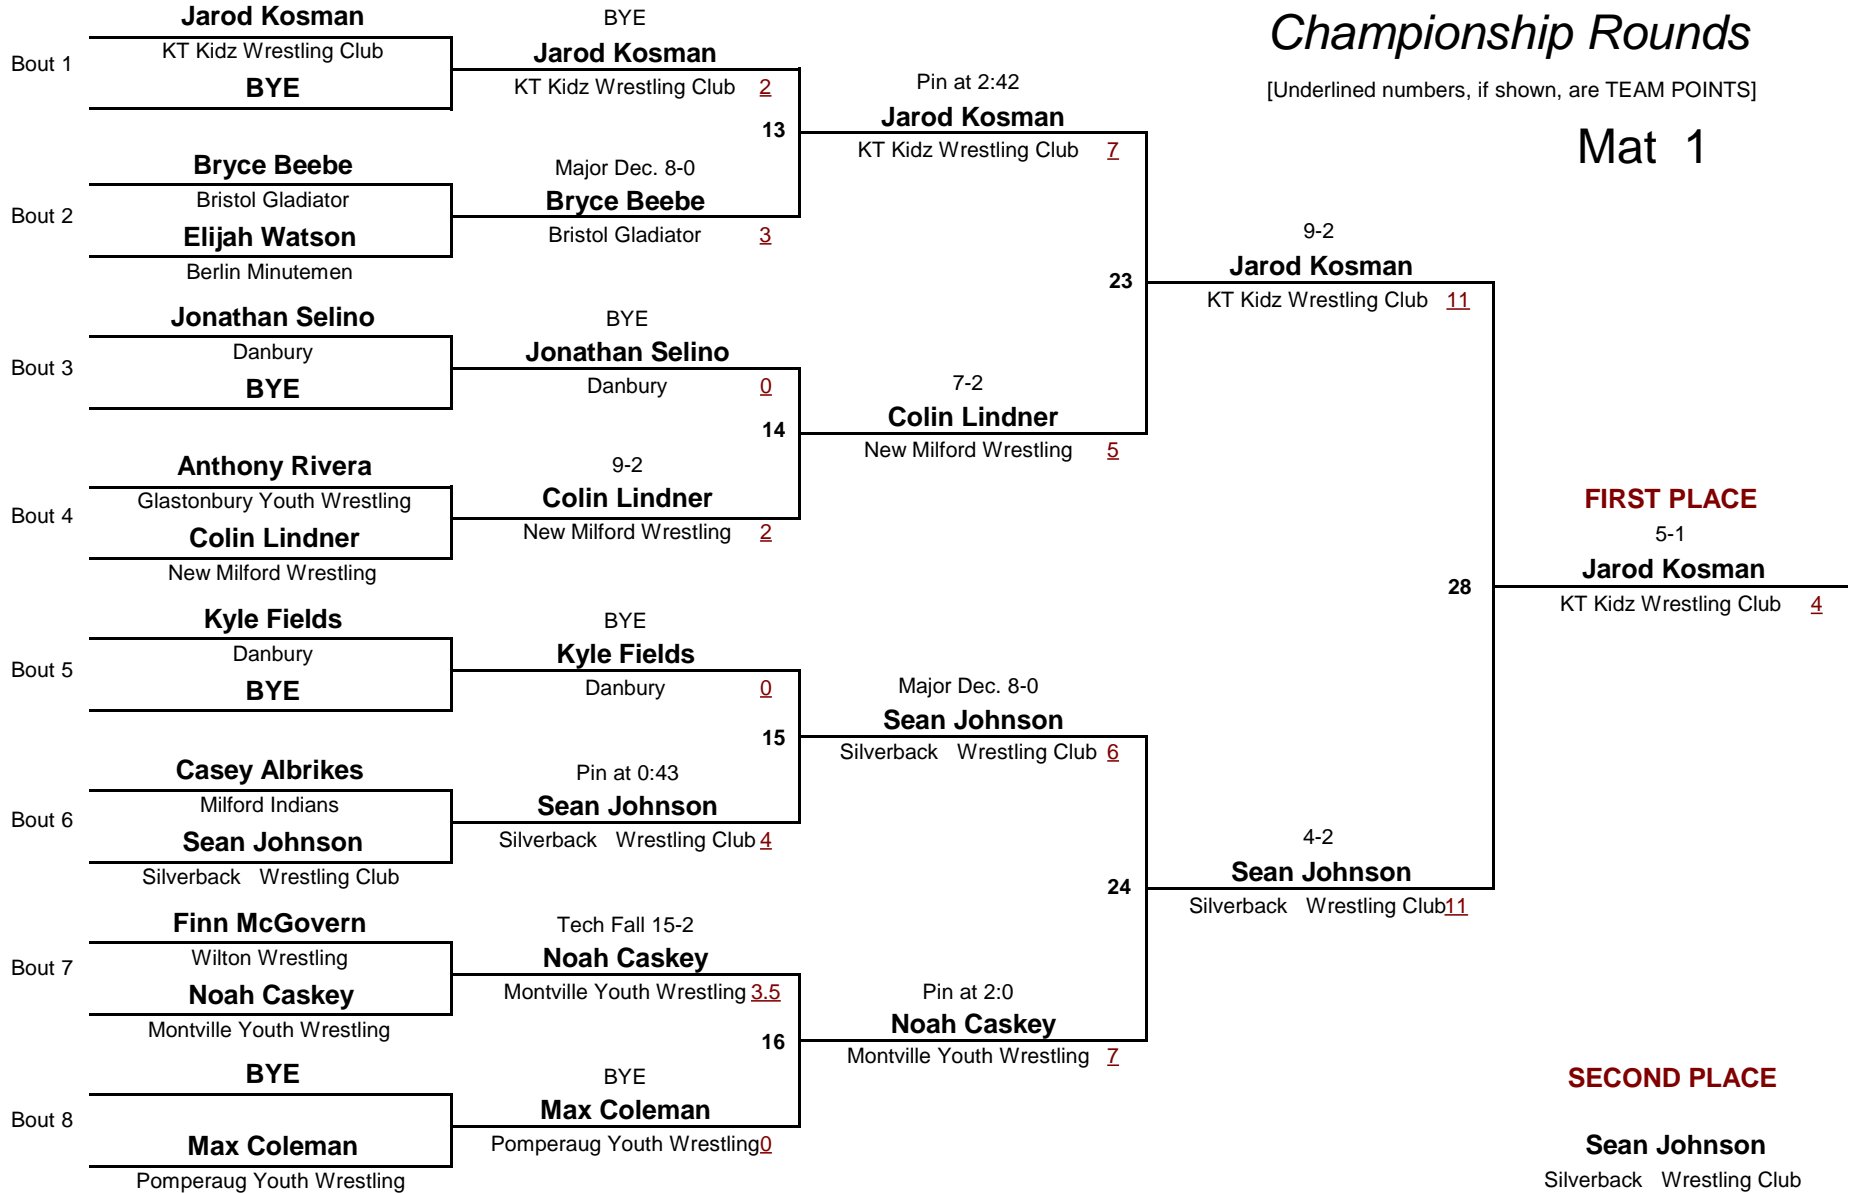 Championship Rounds
[Underlined numbers, if shown, are TEAM POINTS]
Mat 1
Bout 1
Jarod Kosman
KT Kidz Wrestling Club
BYE
Bout 2
Bryce Beebe
Bristol Gladiator
Elijah Watson
Berlin Minutemen
Bout 3
Jonathan Selino
Danbury
BYE
Bout 4
Anthony Rivera
Glastonbury Youth Wrestling
Colin Lindner
New Milford Wrestling
Bout 5
Kyle Fields
Danbury
BYE
Bout 6
Casey Albrikes
Milford Indians
Sean Johnson
Silverback Wrestling Club
Bout 7
Finn McGovern
Wilton Wrestling
Noah Caskey
Montville Youth Wrestling
Bout 8
BYE
Max Coleman
Pomperaug Youth Wrestling
BYE
Jarod Kosman
KT Kidz Wrestling Club 2
13
Major Dec. 8-0
Bryce Beebe
Bristol Gladiator 3
BYE
Jonathan Selino
Danbury 0
14
9-2
Colin Lindner
New Milford Wrestling 2
BYE
Kyle Fields
Danbury 0
15
Pin at 0:43
Sean Johnson
Silverback Wrestling Club 4
Tech Fall 15-2
Noah Caskey
Montville Youth Wrestling 3.5
16
BYE
Max Coleman
Pomperaug Youth Wrestling 0
Pin at 2:42
Jarod Kosman
KT Kidz Wrestling Club 7
23
7-2
Colin Lindner
New Milford Wrestling 5
Major Dec. 8-0
Sean Johnson
Silverback Wrestling Club 6
24
Pin at 2:0
Noah Caskey
Montville Youth Wrestling 7
9-2
Jarod Kosman
KT Kidz Wrestling Club 11
28
4-2
Sean Johnson
Silverback Wrestling Club 11
FIRST PLACE
5-1
Jarod Kosman
KT Kidz Wrestling Club 4
SECOND PLACE
Sean Johnson
Silverback Wrestling Club